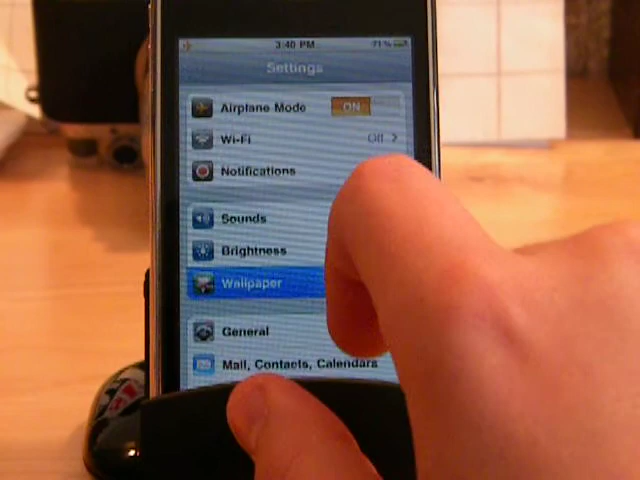 3:40 PM 71%
Settings
Airplane Mode ON
Wi-Fi Off
Notifications
Sounds
Brightness
Wallpaper
General
Mail, Contacts, Calendars